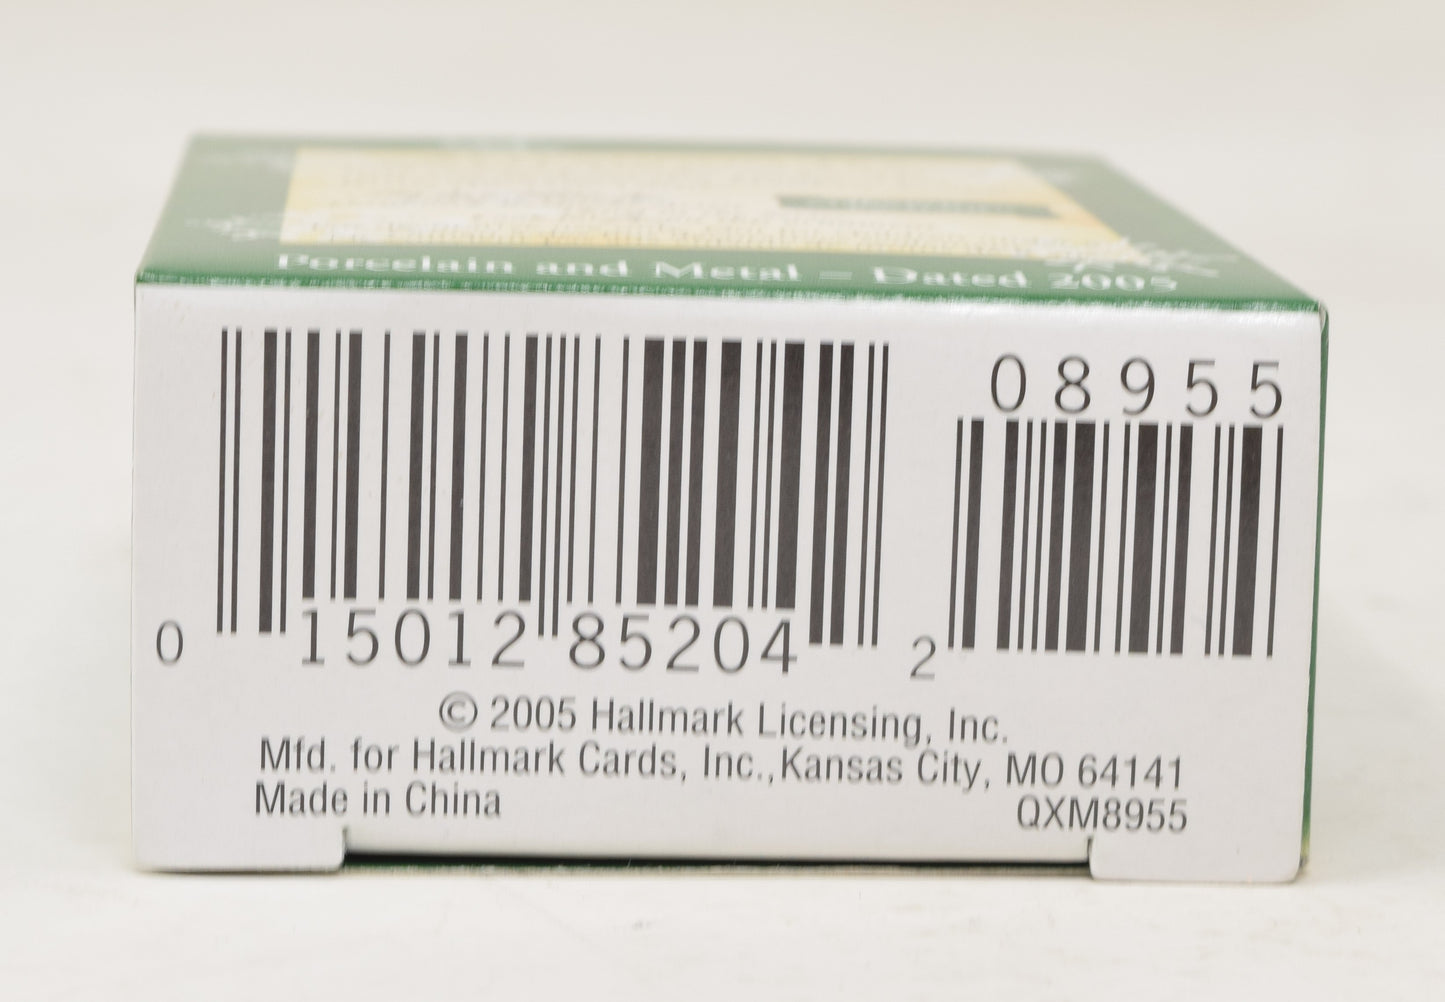 Porcelain and Metal – Dated 2005
08955
0 15012 85204 2
© 2005 Hallmark Licensing, Inc.
Mfd. for Hallmark Cards, Inc., Kansas City, MO 64141
Made in China QXM8955